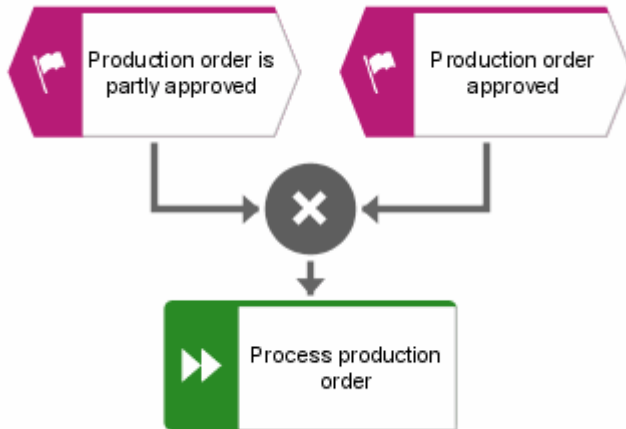 Production order is
partly approved
Production order
approved
Process production
order